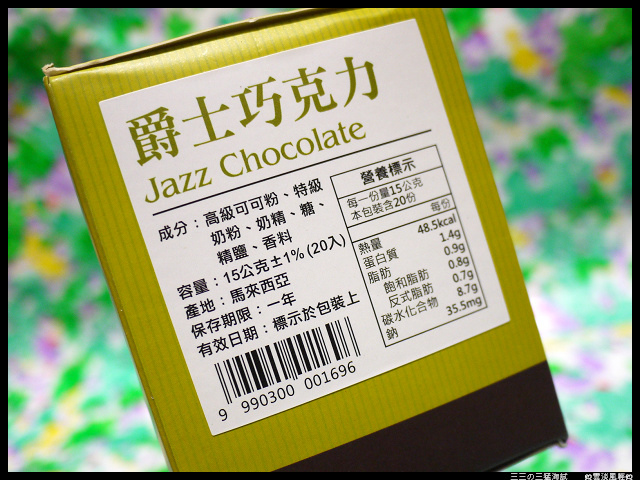 爵士巧克力
Jazz Chocolate
成分：高級可可粉、特級
奶粉、奶精、糖、
精鹽、香料
容量：15公克±1% (20入)
產地：馬來西亞
保存期限：一年
有效日期：標示於包裝上
9 990300 001696
營養標示
每一份量15公克
本包裝含20份
每份
熱量 48.5kcal
蛋白質 1.4g
脂肪 0.9g
飽和脂肪 0.8g
反式脂肪 0.7g
碳水化合物 8.7g
鈉 35.5mg
三三の三猛海賊
雲淡風輕